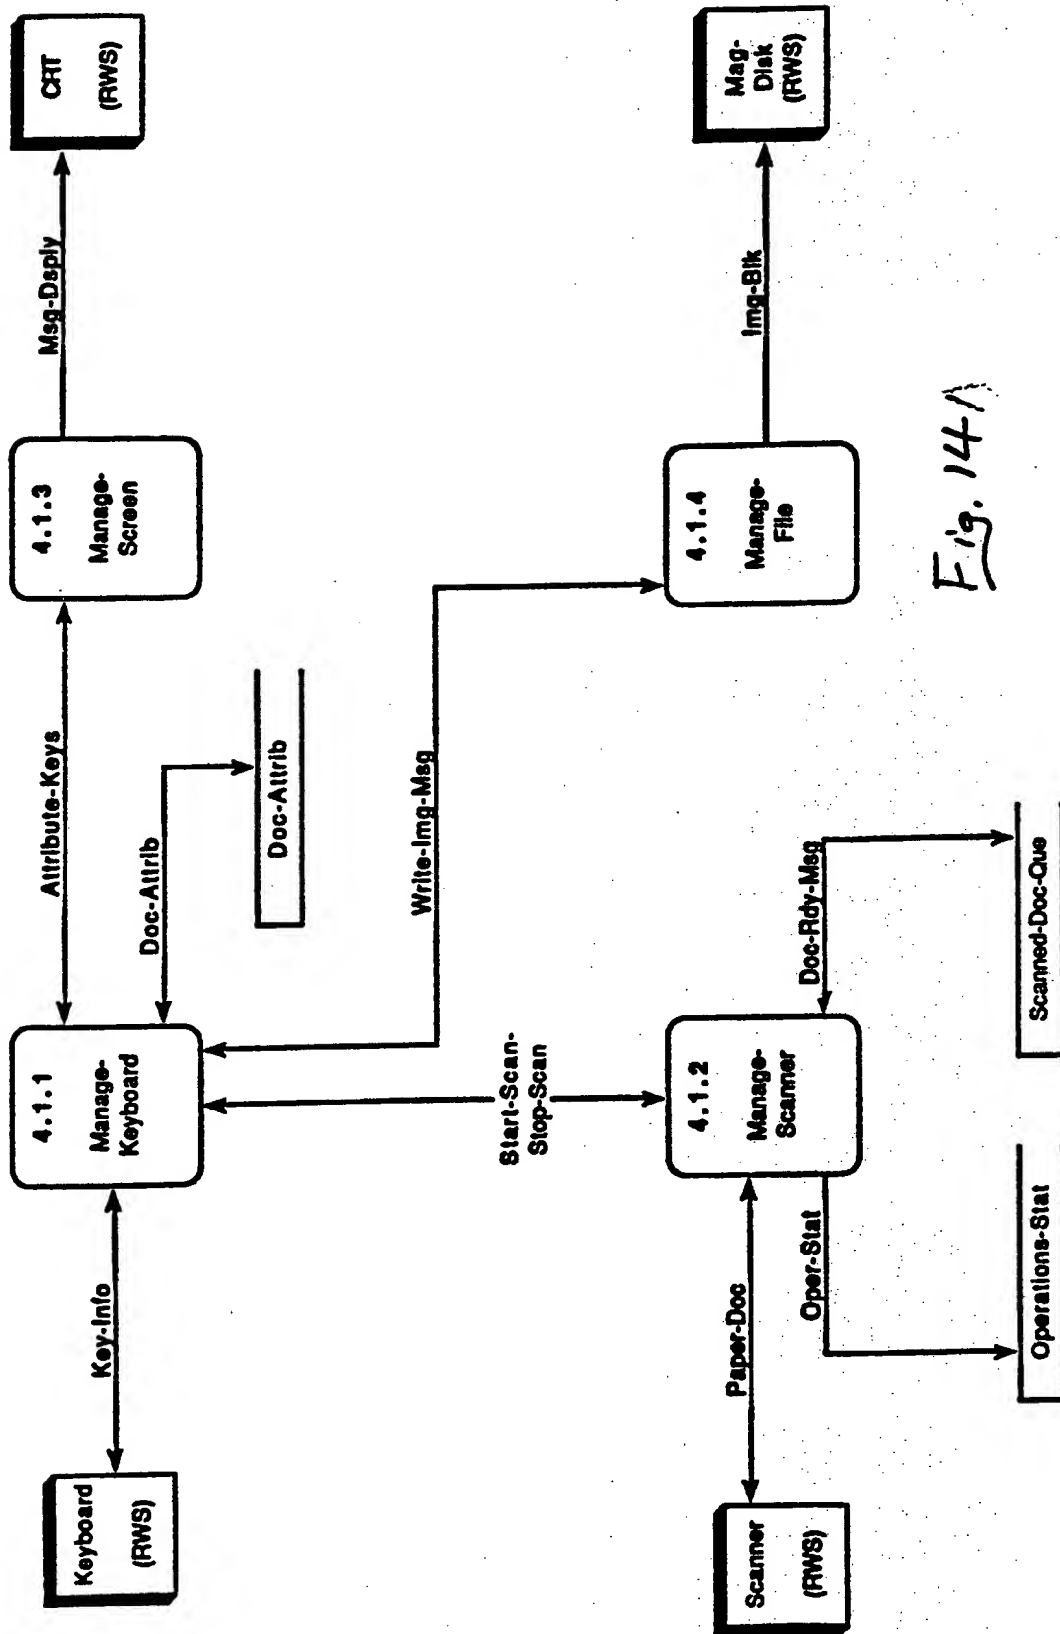 Keyboard
(RWS)
Key-Info
4.1.1
Manage-
Keyboard
Attribute-Keys
4.1.3
Manage-
Screen
Msg-Dsply
CRT
(RWS)
Doc-Attrib
Doc-Attrib
Write-Img-Msg
Start-Scan-
Stop-Scan
Scanner
(RWS)
Paper-Doc
4.1.2
Manage-
Scanner
Oper-Stat
Operations-Stat
Doc-Rdy-Msg
Scanned-Doc-Que
4.1.4
Manage-
File
Img-Blk
Mag-
Disk
(RWS)
Fig. 14A